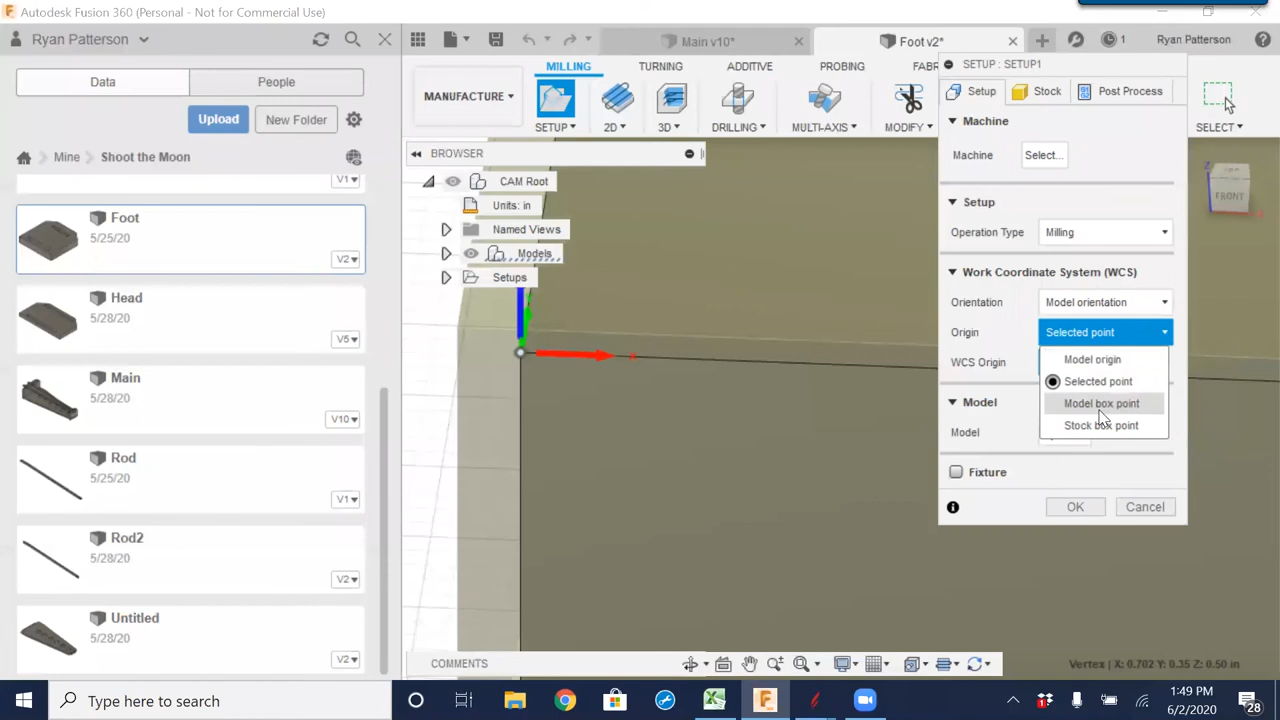 Autodesk Fusion 360 (Personal - Not for Commercial Use)
Ryan Patterson
Main v10*
Foot v2*
1
Ryan Patterson
Data
People
Upload
New Folder
Mine
Shoot the Moon
V1
Foot
5/25/20
V2
Head
5/28/20
V5
Main
5/28/20
V10
Rod
5/25/20
V1
Rod2
5/28/20
V2
Untitled
5/28/20
V2
MILLING
TURNING
ADDITIVE
PROBING
FABR
MANUFACTURE
SETUP
2D
3D
DRILLING
MULTI-AXIS
MODIFY
SELECT
BROWSER
CAM Root
Units: in
Named Views
Models
Setups
SETUP : SETUP1
Setup
Stock
Post Process
Machine
Machine
Select...
Setup
Operation Type
Milling
Work Coordinate System (WCS)
Orientation
Model orientation
Origin
Selected point
WCS Origin
Model origin
Selected point
Model box point
Stock box point
Model
Model
Fixture
OK
Cancel
Z
FRONT
X
COMMENTS
Vertex | X: 0.702 Y: 0.35 Z: 0.50 in
Type here to search
1:49 PM
6/2/2020
28